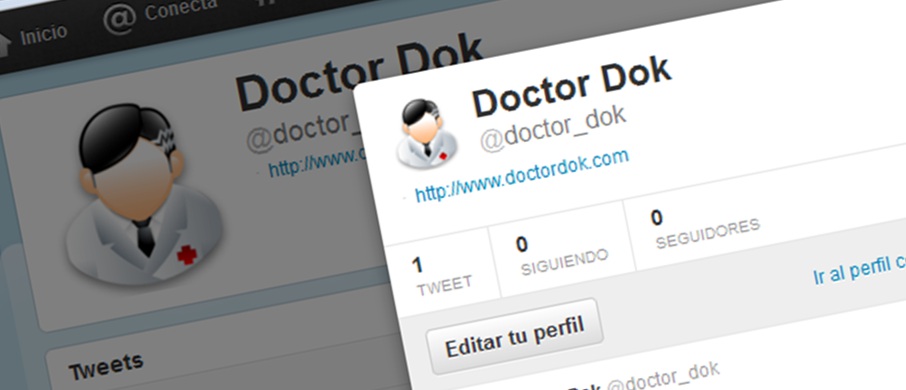 Inicio
@ Conecta
Doctor Dok
@doctor_
http://www.d
Tweets
Doctor Dok
@doctor_dok
http://www.doctordok.com
1
TWEET
0
SIGUIENDO
0
SEGUIDORES
Ir al perfil c
Editar tu perfil
Dok @doctor_dok